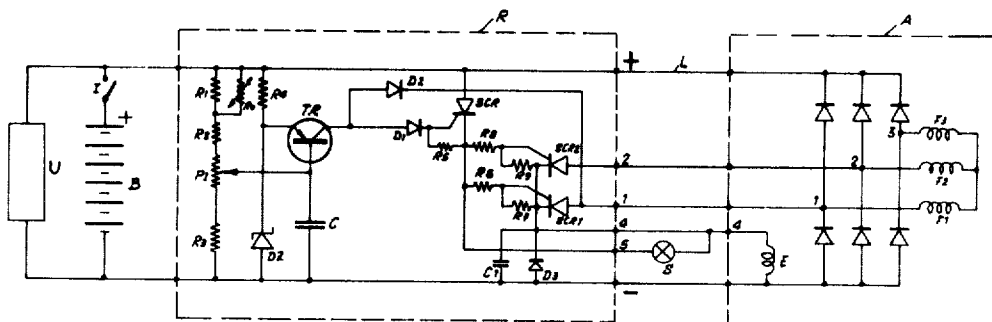 R
A
+
L
I
+
U
B
R1
R4
R2
P1
R3
TR
C
D2
D2
D1
SCR
R5
R8
R9
SCR2
R6
SCR1
C1
D3
S
E
2
1
4
5
-
4
1
2
3
F3
F2
F1